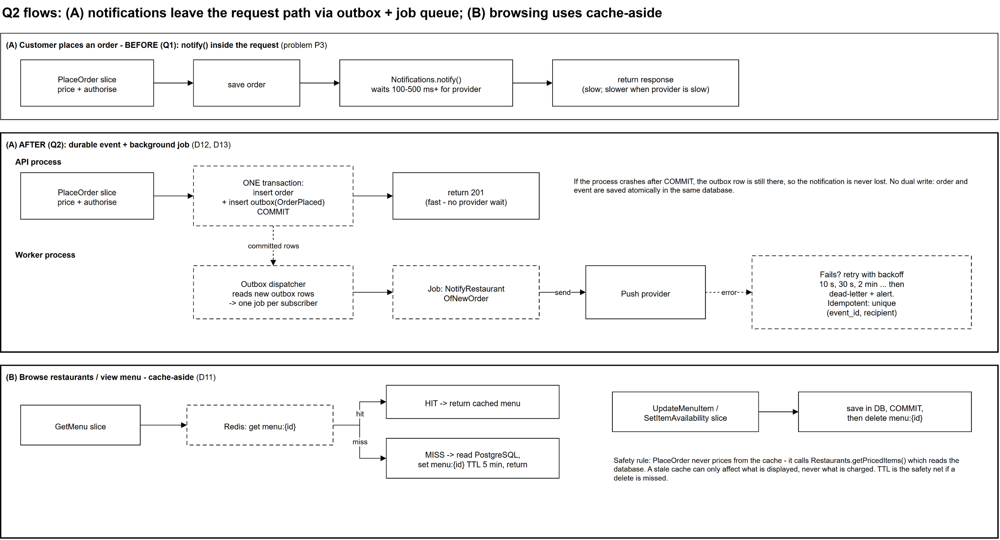 Q2 flows: (A) notifications leave the request path via outbox + job queue; (B) browsing uses cache-aside
(A) Customer places an order - BEFORE (Q1): notify() inside the request (problem P3)
PlaceOrder slice
price + authorise
save order
Notifications.notify()
waits 100-500 ms+ for provider
return response
(slow; slower when provider is slow)
(A) AFTER (Q2): durable event + background job (D12, D13)
API process
PlaceOrder slice
price + authorise
ONE transaction:
insert order
+ insert outbox(OrderPlaced)
COMMIT
return 201
(fast - no provider wait)
If the process crashes after COMMIT, the outbox row is still there, so the notification is never lost. No dual write: order and
event are saved atomically in the same database.
committed rows
Worker process
Outbox dispatcher
reads new outbox rows
-> one job per subscriber
Job: NotifyRestaurant
OfNewOrder
send
Push provider
error
Fails? retry with backoff
10 s, 30 s, 2 min ... then
dead-letter + alert.
Idempotent: unique
(event_id, recipient)
(B) Browse restaurants / view menu - cache-aside (D11)
GetMenu slice
Redis: get menu:{id}
hit
miss
HIT -> return cached menu
MISS -> read PostgreSQL,
set menu:{id} TTL 5 min, return
UpdateMenuItem /
SetItemAvailability slice
save in DB, COMMIT,
then delete menu:{id}
Safety rule: PlaceOrder never prices from the cache - it calls Restaurants.getPricedItems() which reads the
database. A stale cache can only affect what is displayed, never what is charged. TTL is the safety net if a
delete is missed.